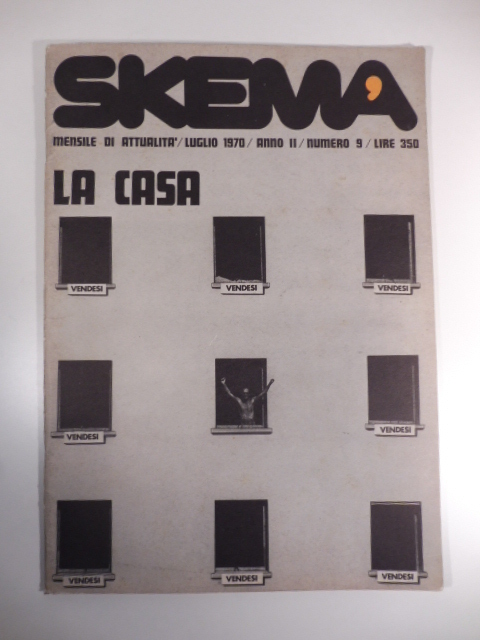 SKEMA'
MENSILE DI ATTUALITA'/LUGLIO 1970/ANNO II/NUMERO 9/LIRE 350
LA CASA
VENDESI VENDESI VENDESI
VENDESI VENDESI
VENDESI VENDESI VENDESI